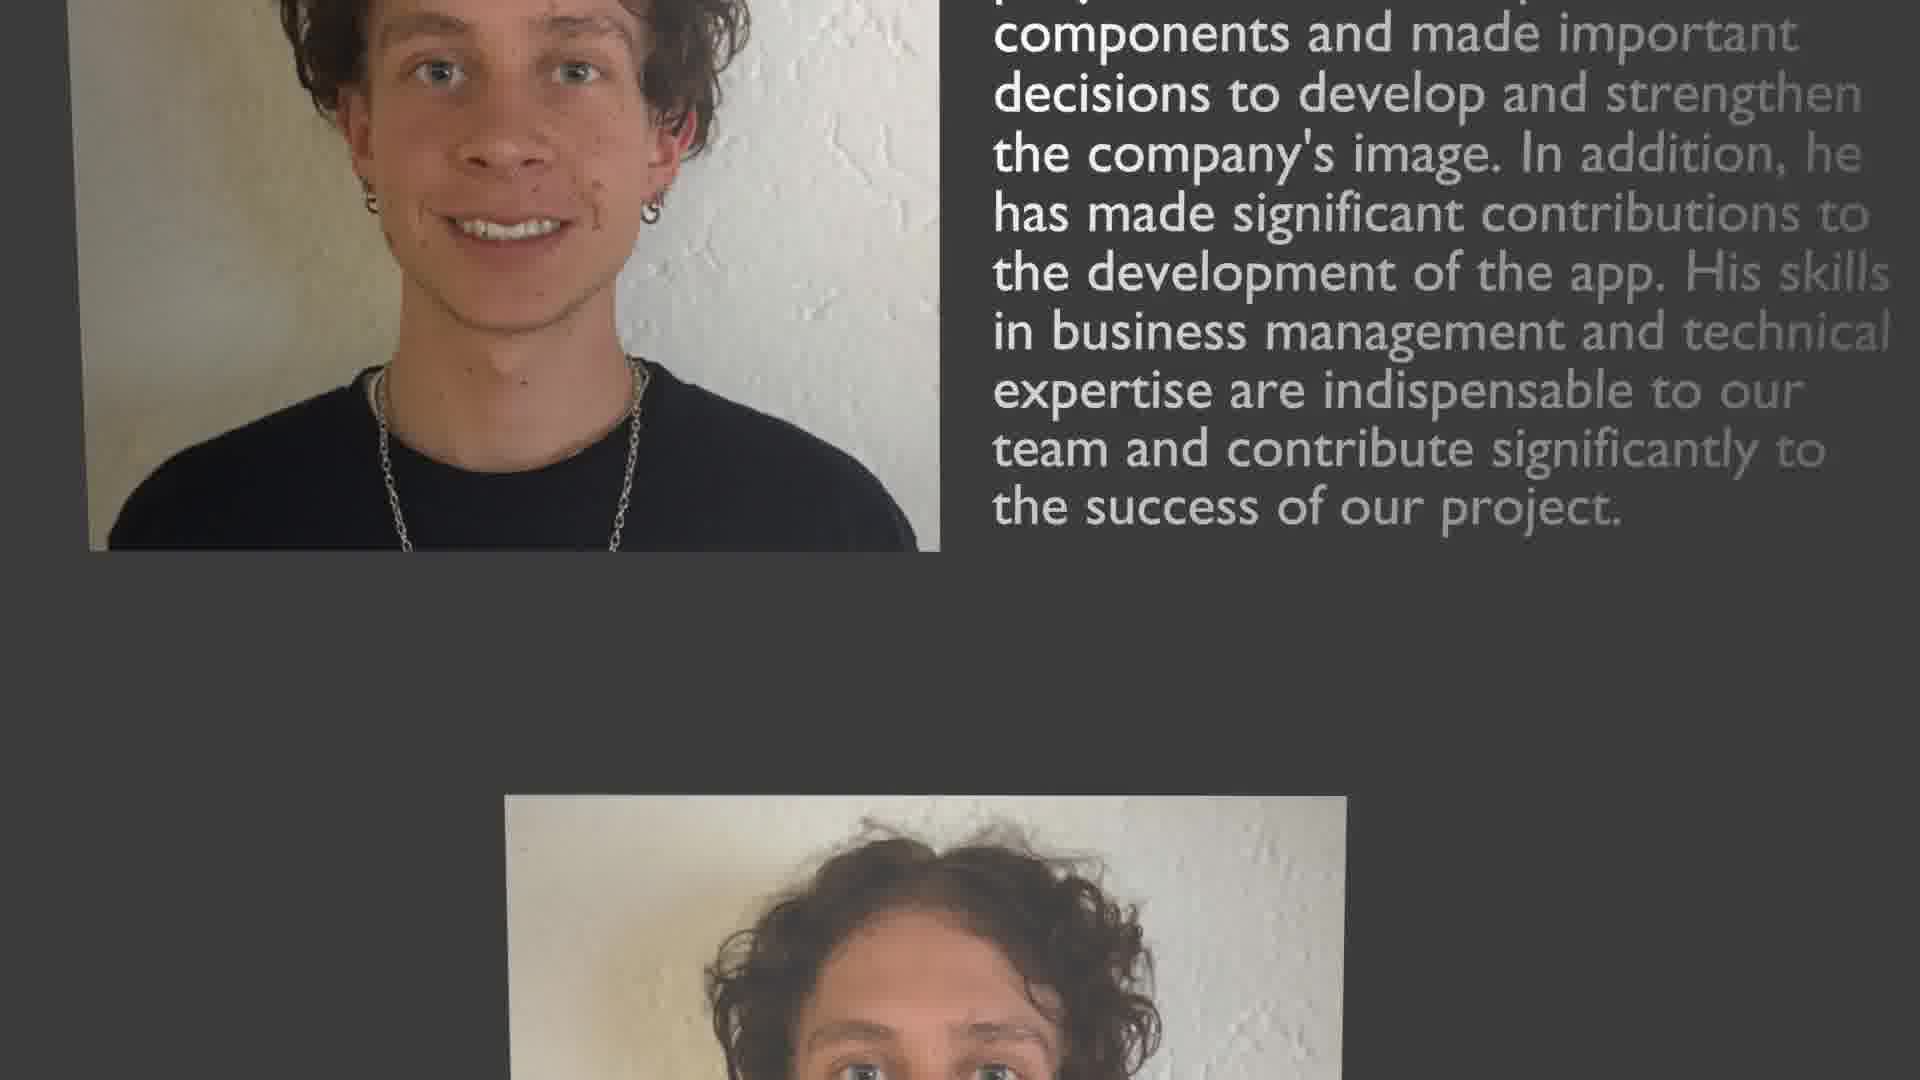 components and made important
decisions to develop and strengthen
the company's image. In addition, he
has made significant contributions to
the development of the app. His skills
in business management and technical
expertise are indispensable to our
team and contribute significantly to
the success of our project.